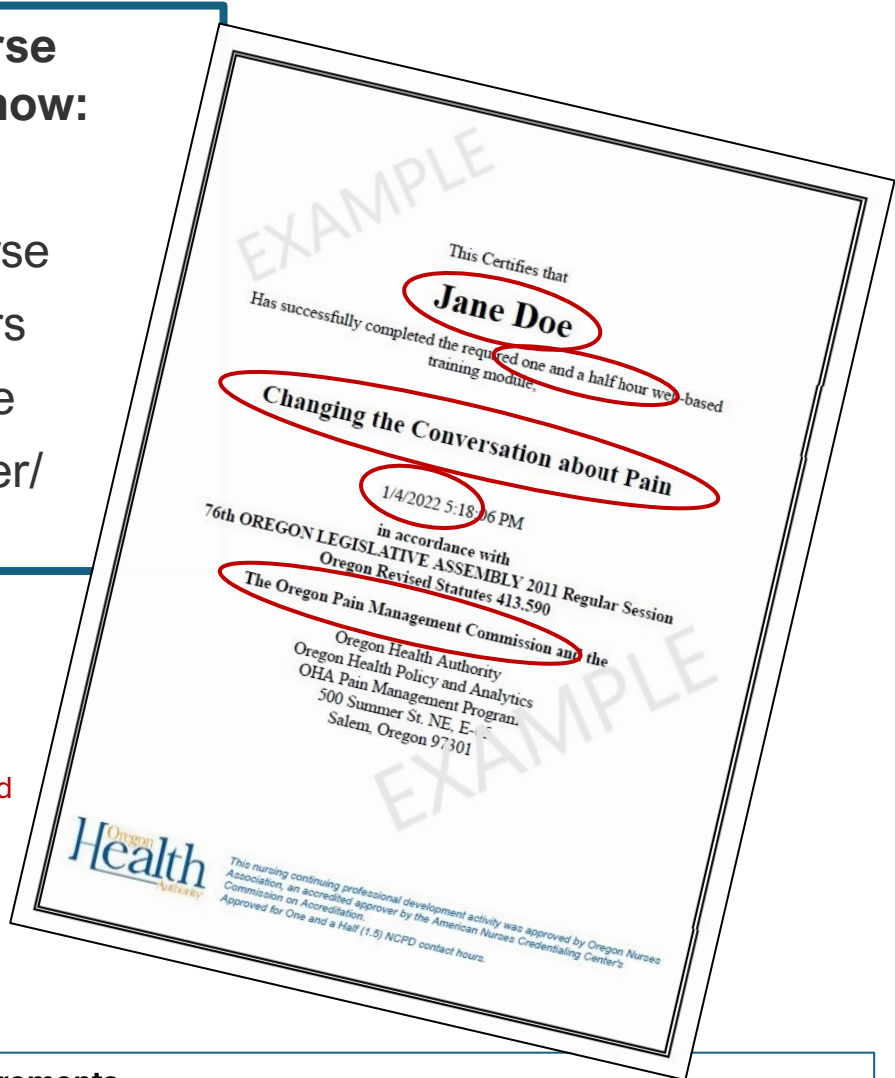 rse
now:
rse
rs
e
er/
d
EXAMPLE
This Certifies that
Jane Doe
Has successfully completed the required one and a half hour web-based
training module,
Changing the Conversation about Pain
1/4/2022 5:18:06 PM
in accordance with
76th OREGON LEGISLATIVE ASSEMBLY 2011 Regular Session
Oregon Revised Statutes 413.590
The Oregon Pain Management Commission and the
Oregon Health Authority
Oregon Health Policy and Analytics
OHA Pain Management Program
500 Summer St. NE,
Salem, Oregon 97301
EXAMPLE
Oregon
Health
Authority
This nursing continuing professional development activity was approved by Oregon Nurses
Association, an accredited approver by the American Nurses Credentialing Center's
Commission on Accreditation.
Approved for One and a Half (1.5) NCPD contact hours.